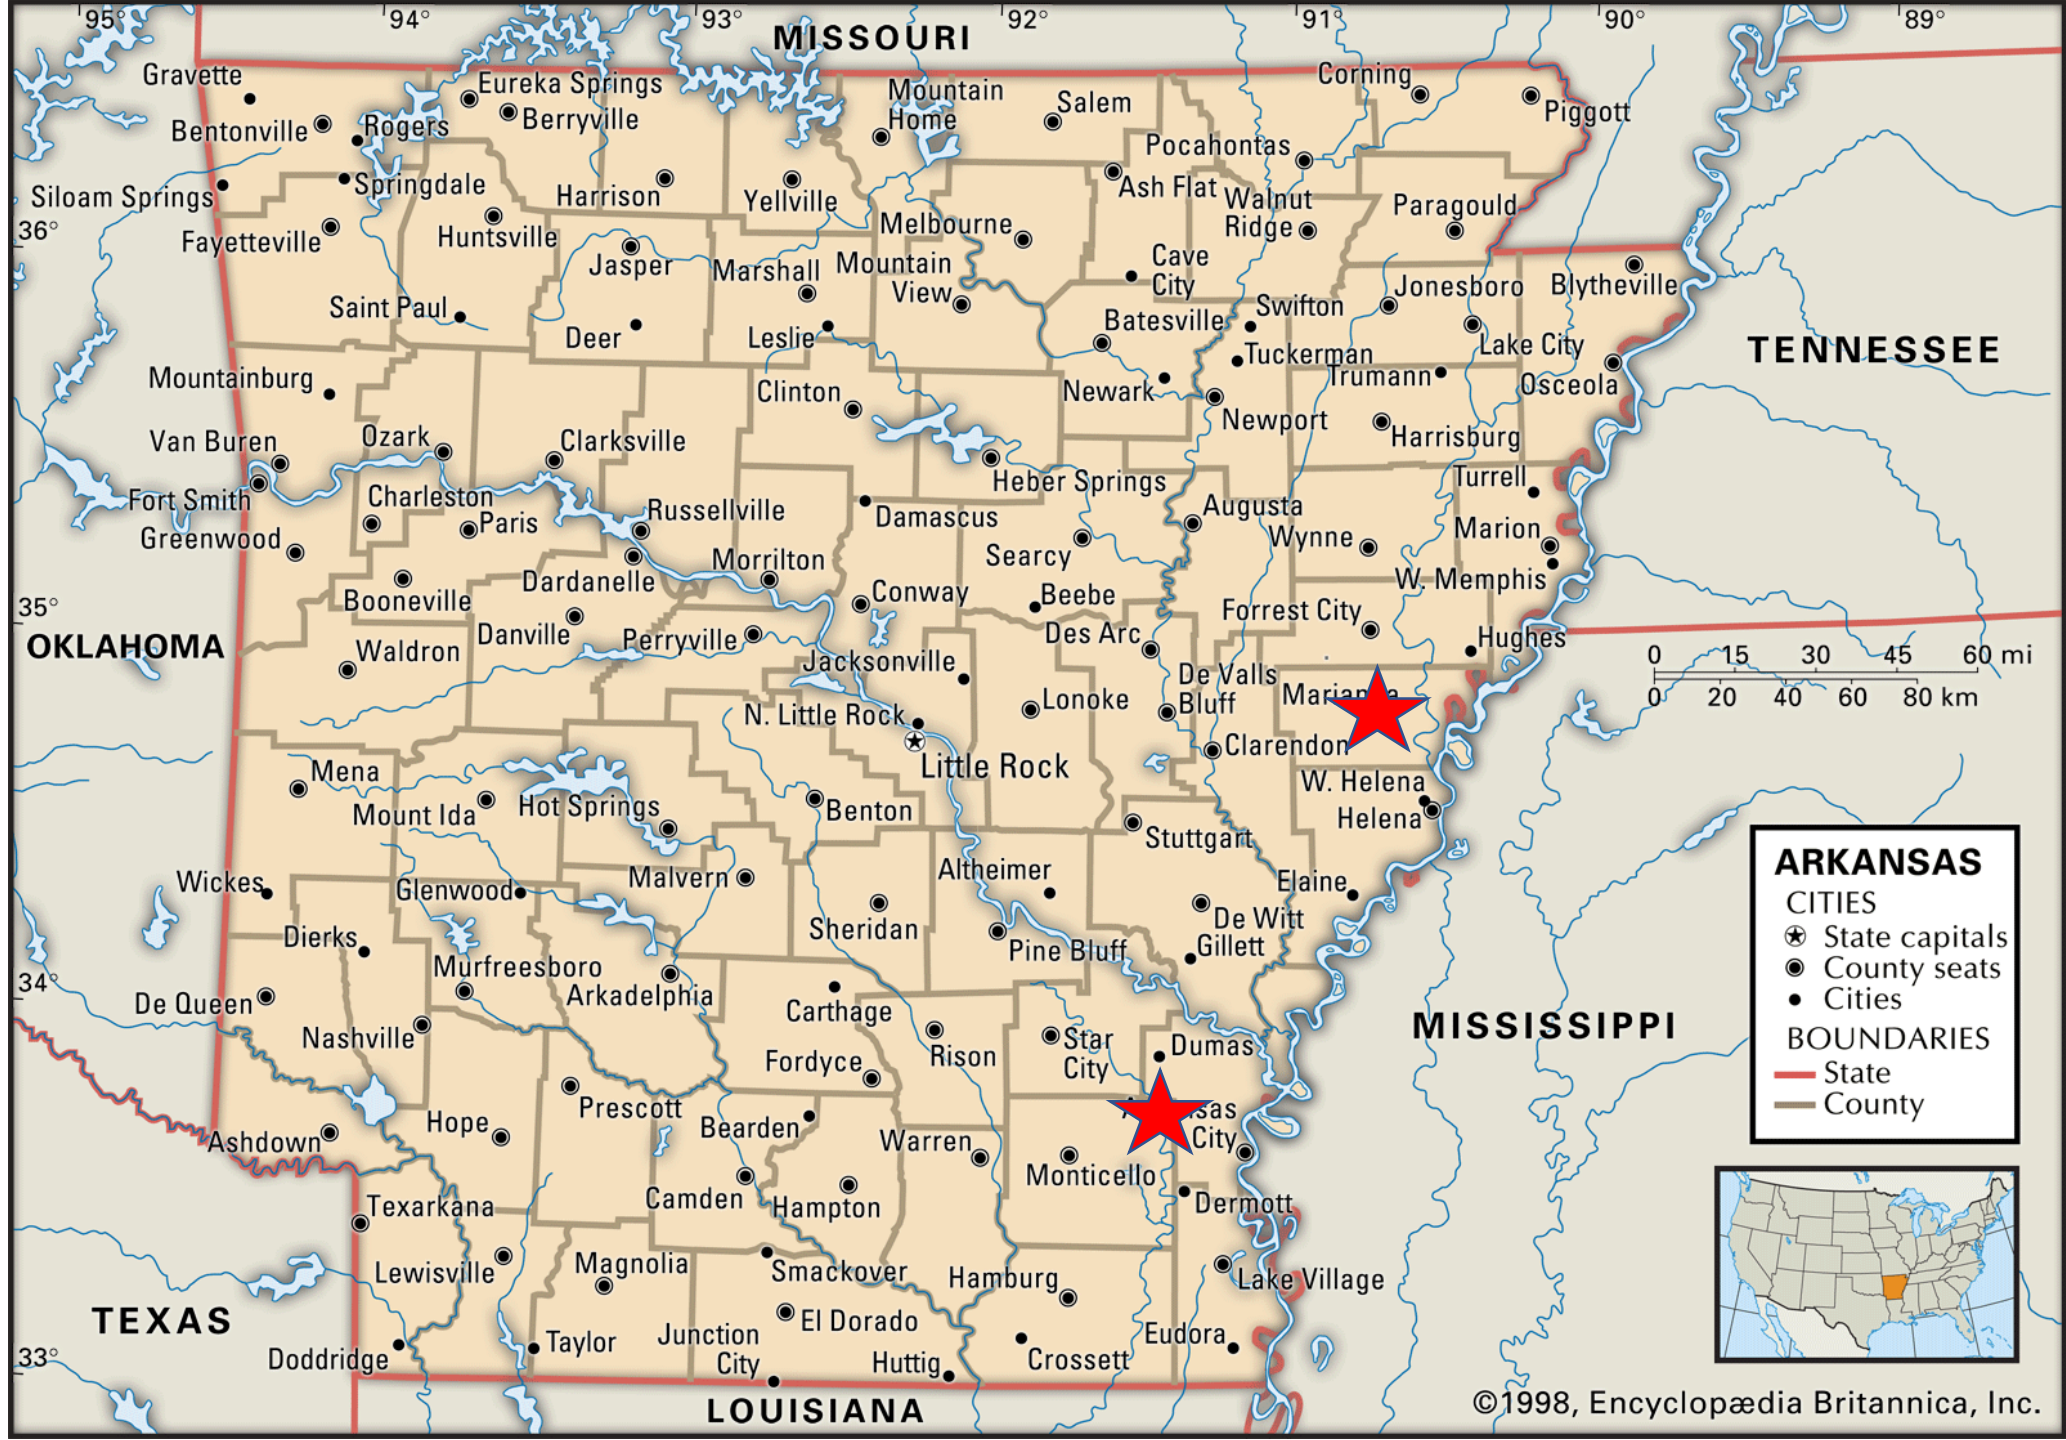 95°
94°
93°
92°
91°
90°
89°
MISSOURI
Gravette
Eureka Springs
Berryville
Bentonville
Rogers
Mountain
Home
Salem
Corning
Piggott
Pocahontas
Siloam Springs
Springdale
Harrison
Yellville
Ash Flat
Walnut
Ridge
Paragould
36°
Fayetteville
Huntsville
Jasper
Marshall
Melbourne
Mountain
View
Cave
City
Jonesboro
Blytheville
Saint Paul
Deer
Leslie
Batesville
Swifton
Tuckerman
Lake City
TENNESSEE
Mountainburg
Clinton
Newark
Trumann
Osceola
Newport
Harrisburg
Van Buren
Ozark
Clarksville
Fort Smith
Charleston
Paris
Russellville
Heber Springs
Turrell
Greenwood
Damascus
Augusta
Wynne
Marion
Searcy
Morrilton
Dardanelle
W. Memphis
Booneville
Conway
Beebe
Forrest City
35°
OKLAHOMA
Danville
Perryville
Des Arc
Hughes
Waldron
Jacksonville
De Valls
Bluff
0 15 30 45 60 mi
0 20 40 60 80 km
N. Little Rock
Lonoke
Little Rock
Clarendon
Mena
W. Helena
Helena
Mount Ida
Hot Springs
Benton
Stuttgart
Wickes
Glenwood
Malvern
Altheimer
Elaine
Sheridan
De Witt
Gillett
Dierks
Pine Bluff
Murfreesboro
Arkadelphia
34°
De Queen
Carthage
Nashville
Rison
Star
City
Dumas
MISSISSIPPI
Fordyce
Prescott
Bearden
Warren
City
Hope
Ashdown
Monticello
Camden
Hampton
Dermott
Texarkana
Lewisville
Magnolia
Smackover
Hamburg
Lake Village
TEXAS
El Dorado
Eudora
Taylor
Junction
City
Huttig
Crossett
33°
Doddridge
LOUISIANA
ARKANSAS
CITIES
State capitals
County seats
Cities
BOUNDARIES
State
County
©1998, Encyclopædia Britannica, Inc.